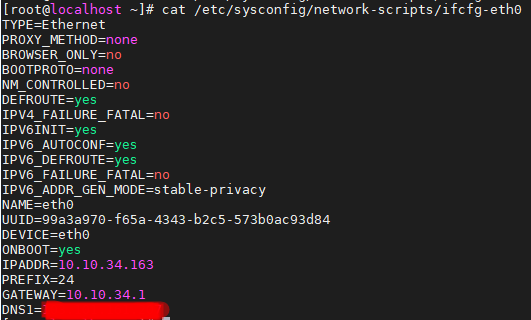 [root@localhost ~]# cat /etc/sysconfig/network-scripts/ifcfg-eth0
TYPE=Ethernet
PROXY_METHOD=none
BROWSER_ONLY=no
BOOTPROTO=none
NM_CONTROLLED=no
DEFROUTE=yes
IPV4_FAILURE_FATAL=no
IPV6INIT=yes
IPV6_AUTOCONF=yes
IPV6_DEFROUTE=yes
IPV6_FAILURE_FATAL=no
IPV6_ADDR_GEN_MODE=stable-privacy
NAME=eth0
UUID=99a3a970-f65a-4343-b2c5-573b0ac93d84
DEVICE=eth0
ONBOOT=yes
IPADDR=10.10.34.163
PREFIX=24
GATEWAY=10.10.34.1
DNS1=